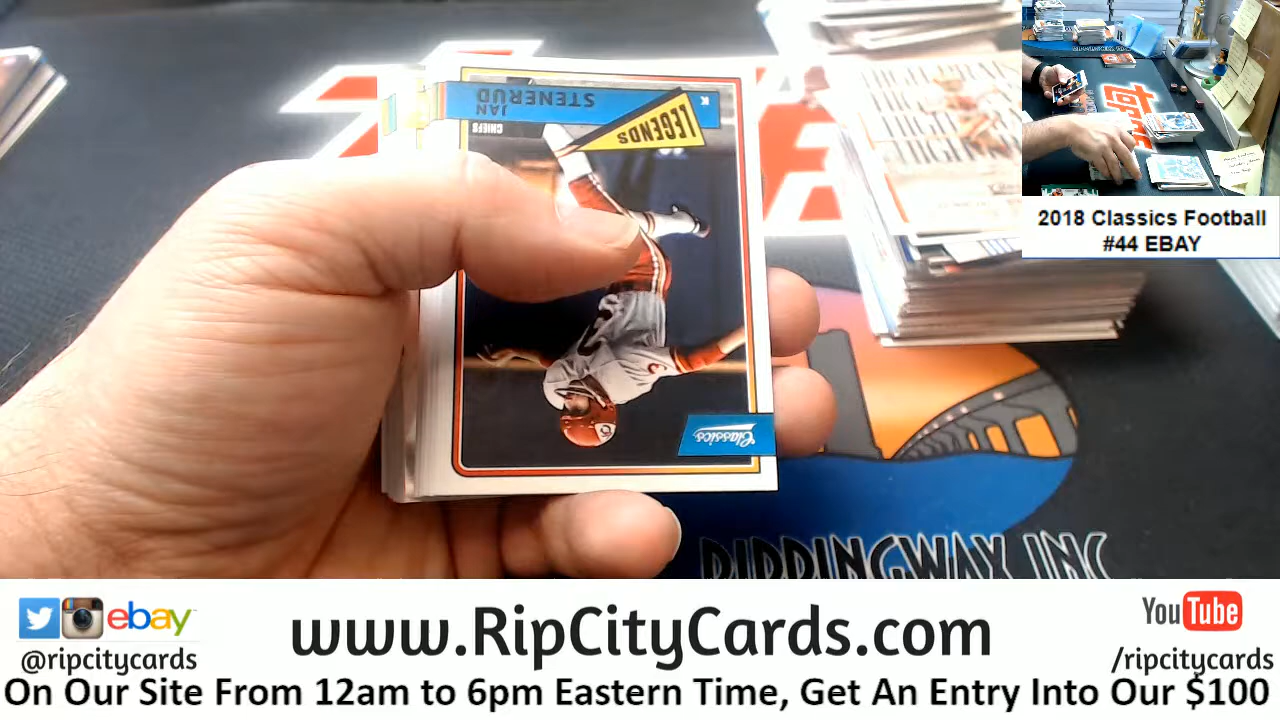 JAN
STENERUD
K
CHIEFS
LEGENDS
Classics
2018 Classics Football
#44 EBAY
RIPPINGWAX INC
ebay
@ripcitycards
www.RipCityCards.com
You Tube
/ripcitycards
On Our Site From 12am to 6pm Eastern Time, Get An Entry Into Our $100